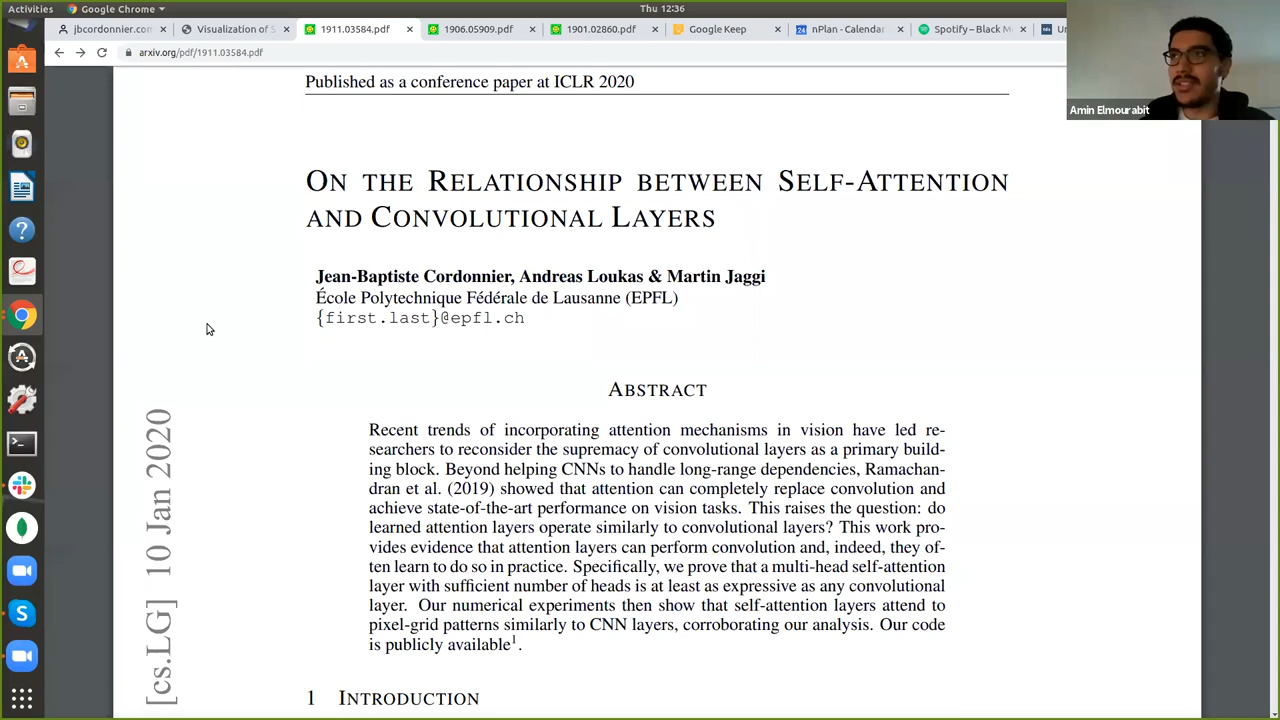 Activities
Google Chrome
Thu 12:36
jbcordonnier.com
Visualization of S
1911.03584.pdf
1906.05909.pdf
1901.02860.pdf
Google Keep
24
nPlan - Calenda
Spotify – Black M
Un
arxiv.org/pdf/1911.03584.pdf
Amin Elmourabit
Published as a conference paper at ICLR 2020
ON THE RELATIONSHIP BETWEEN SELF-ATTENTION
AND CONVOLUTIONAL LAYERS
Jean-Baptiste Cordonnier, Andreas Loukas & Martin Jaggi
École Polytechnique Fédérale de Lausanne (EPFL)
{first.last}@epfl.ch
ABSTRACT
Recent trends of incorporating attention mechanisms in vision have led re-
searchers to reconsider the supremacy of convolutional layers as a primary build-
ing block. Beyond helping CNNs to handle long-range dependencies, Ramachan-
dran et al. (2019) showed that attention can completely replace convolution and
achieve state-of-the-art performance on vision tasks. This raises the question: do
learned attention layers operate similarly to convolutional layers? This work pro-
vides evidence that attention layers can perform convolution and, indeed, they of-
ten learn to do so in practice. Specifically, we prove that a multi-head self-attention
layer with sufficient number of heads is at least as expressive as any convolutional
layer. Our numerical experiments then show that self-attention layers attend to
pixel-grid patterns similarly to CNN layers, corroborating our analysis. Our code
is publicly available1.
[cs.LG] 10 Jan 2020
1 INTRODUCTION